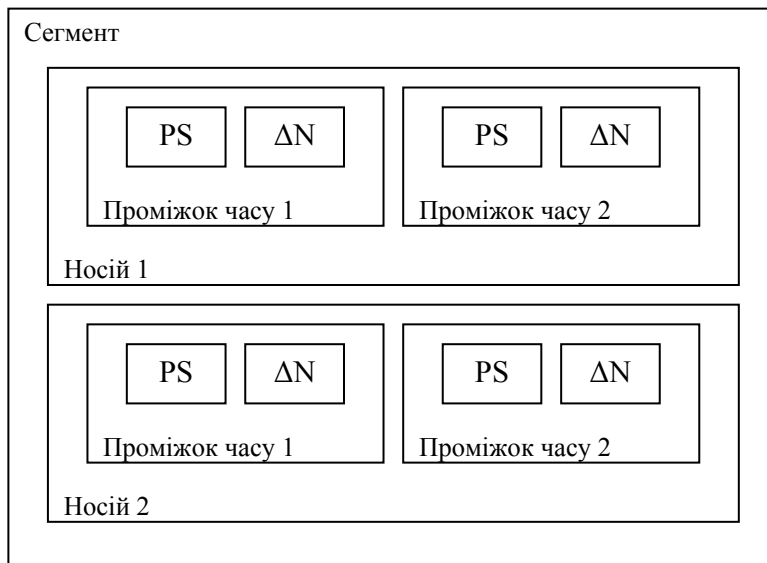 Сегмент
PS ΔN PS ΔN
Проміжок часу 1 Проміжок часу 2
Носій 1
PS ΔN PS ΔN
Проміжок часу 1 Проміжок часу 2
Носій 2